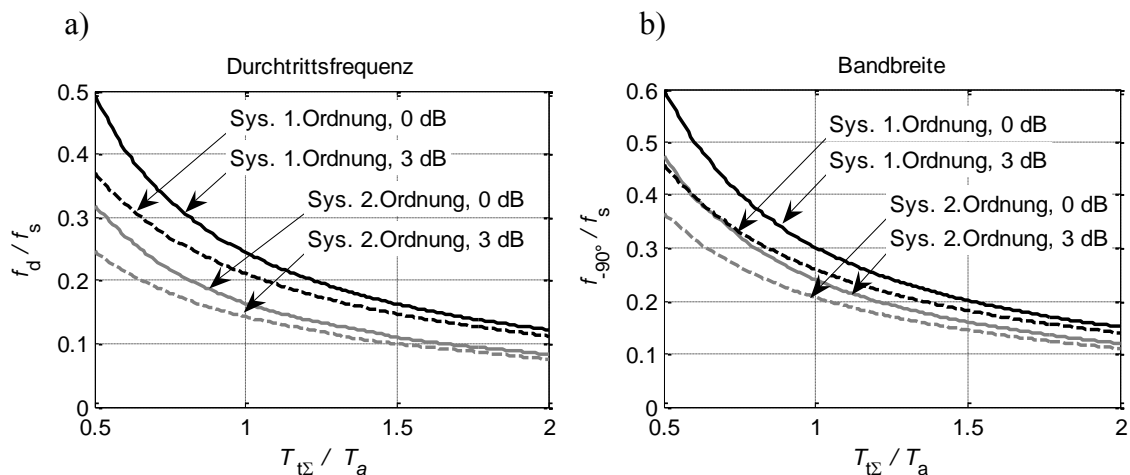 a)
Durchtrittsfrequenz
0.5
0.4
0.3
0.2
0.1
0
f_d / f_s
Sys. 1.Ordnung, 0 dB
Sys. 1.Ordnung, 3 dB
Sys. 2.Ordnung, 0 dB
Sys. 2.Ordnung, 3 dB
0.5 1 1.5 2
T_tΣ / T_a
b)
Bandbreite
0.6
0.5
0.4
0.3
0.2
0.1
0
f_-90° / f_s
Sys. 1.Ordnung, 0 dB
Sys. 1.Ordnung, 3 dB
Sys. 2.Ordnung, 0 dB
Sys. 2.Ordnung, 3 dB
0.5 1 1.5 2
T_tΣ / T_a